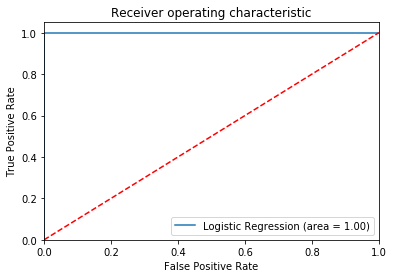 Receiver operating characteristic
True Positive Rate
1.0
0.8
0.6
0.4
0.2
0.0
Logistic Regression (area = 1.00)
0.0 0.2 0.4 0.6 0.8 1.0
False Positive Rate